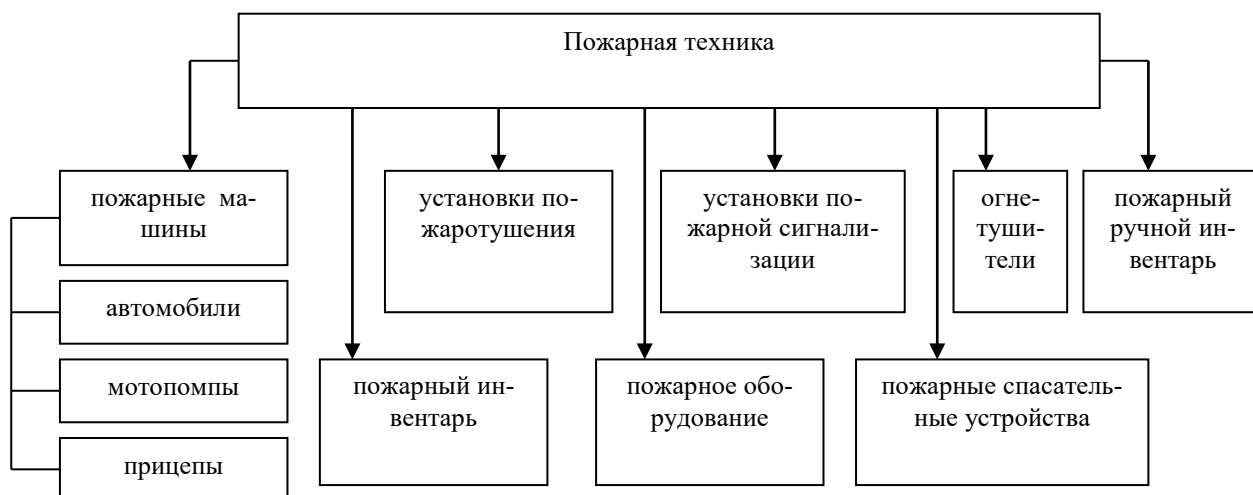 Пожарная техника
пожарные ма-
шины
установки по-
жаротушения
установки по-
жарной сигнали-
зации
огне-
туши-
тели
пожарный
ручной ин-
вентарь
автомобили
мотопомпы
прицепы
пожарный ин-
вентарь
пожарное обо-
рудование
пожарные спасатель-
ные устройства